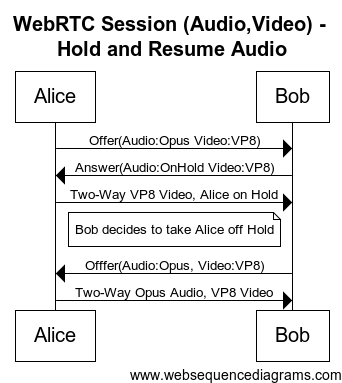 WebRTC Session (Audio,Video) -
Hold and Resume Audio
Alice
Bob
Offer(Audio:Opus Video:VP8)
Answer(Audio:OnHold Video:VP8)
Two-Way VP8 Video, Alice on Hold
Bob decides to take Alice off Hold
Offfer(Audio:Opus, Video:VP8)
Two-Way Opus Audio, VP8 Video
Alice
Bob
www.websequencediagrams.com